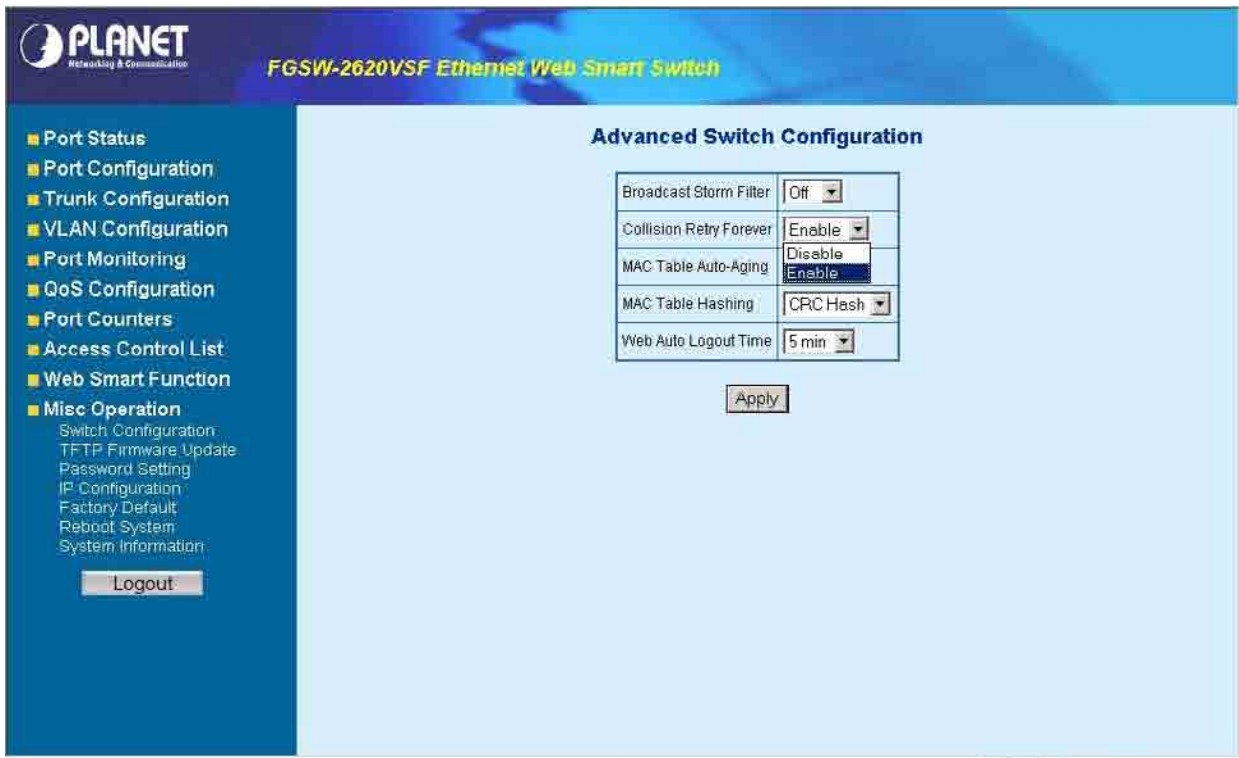 PLANET
Networking & Communication
FGSW-2620VSF Ethernet Web Smart Switch
Port Status
Port Configuration
Trunk Configuration
VLAN Configuration
Port Monitoring
QoS Configuration
Port Counters
Access Control List
Web Smart Function
Misc Operation
Switch Configuration
TFTP Firmware Update
Password Setting
IP Configuration
Factory Default
Reboot System
System Information
Logout
Advanced Switch Configuration
Broadcast Storm Filter Off
Collision Retry Forever Enable
Disable
MAC Table Auto-Aging Enable
MAC Table Hashing CRC Hash
Web Auto Logout Time 5 min
Apply